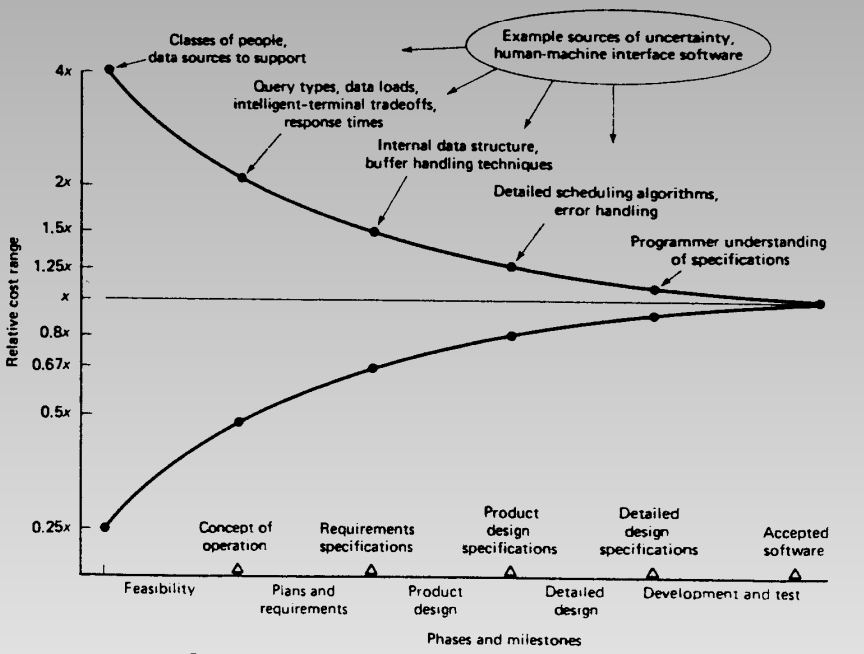 Example sources of uncertainty,
human-machine interface software
Classes of people,
data sources to support
Query types, data loads,
intelligent-terminal tradeoffs,
response times
Internal data structure,
buffer handling techniques
Detailed scheduling algorithms,
error handling
Programmer understanding
of specifications
Relative cost range
4x
2x
1.5x
1.25x
x
0.8x
0.67x
0.5x
0.25x
Concept of
operation
Requirements
specifications
Product
design
specifications
Detailed
design
specifications
Accepted
software
Feasibility
Plans and
requirements
Product
design
Detailed
design
Development and test
Phases and milestones